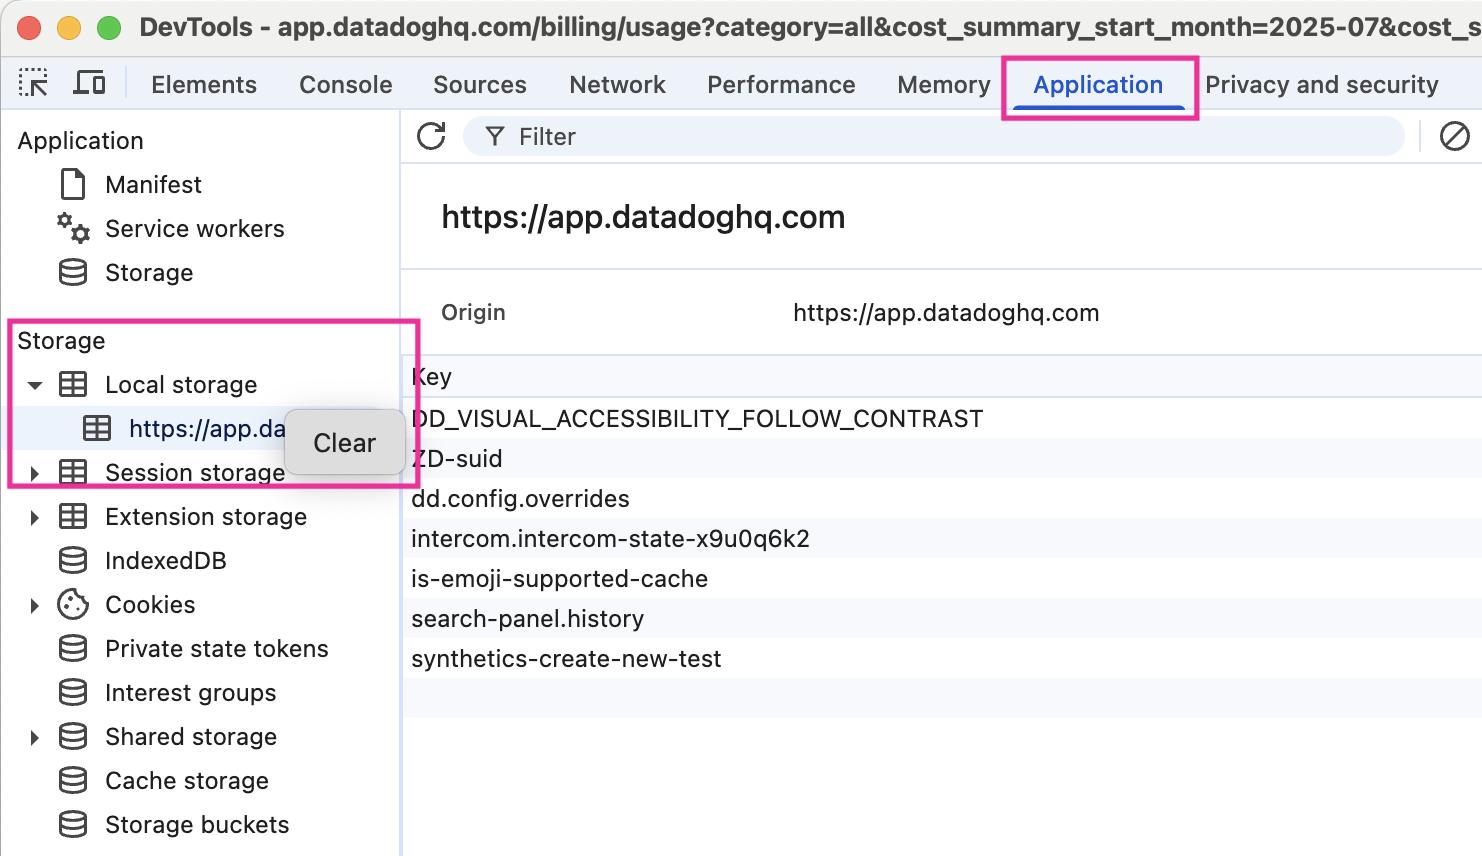 DevTools - app.datadoghq.com/billing/usage?category=all&cost_summary_start_month=2025-07&cost_s
Elements Console Sources Network Performance Memory Application Privacy and security
Application
Manifest
Service workers
Storage
Storage
Local storage
https://app.da
Clear
Session storage
Extension storage
IndexedDB
Cookies
Private state tokens
Interest groups
Shared storage
Cache storage
Storage buckets
Filter
https://app.datadoghq.com
Origin https://app.datadoghq.com
Key
DD_VISUAL_ACCESSIBILITY_FOLLOW_CONTRAST
ZD-suid
dd.config.overrides
intercom.intercom-state-x9u0q6k2
is-emoji-supported-cache
search-panel.history
synthetics-create-new-test